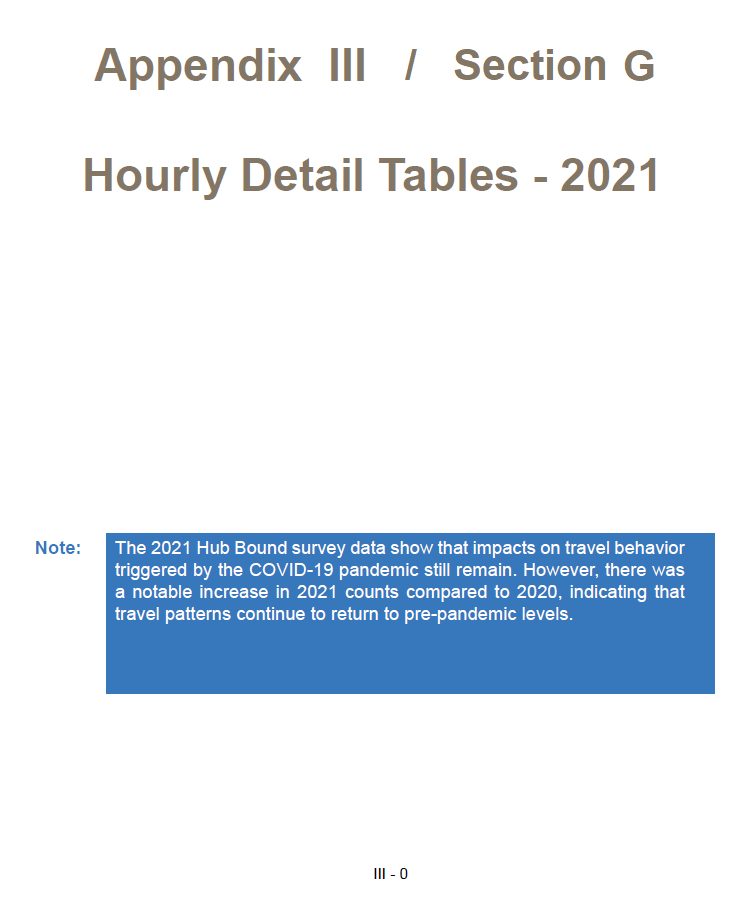 Appendix III / Section G
Hourly Detail Tables - 2021
Note:
The 2021 Hub Bound survey data show that impacts on travel behavior
triggered by the COVID-19 pandemic still remain. However, there was
a notable increase in 2021 counts compared to 2020, indicating that
travel patterns continue to return to pre-pandemic levels.
III - 0